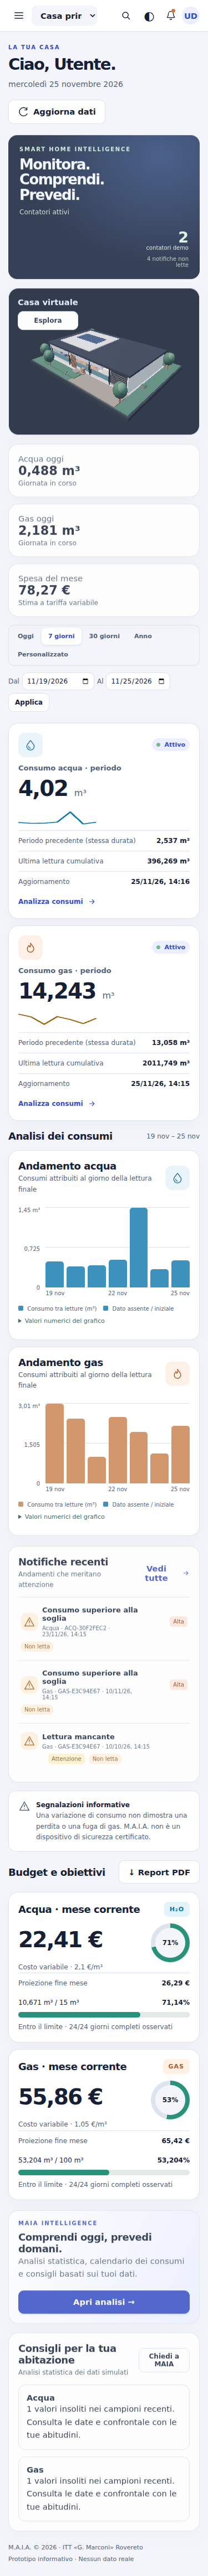 Casa prir
UD
LA TUA CASA
Ciao, Utente.
mercoledì 25 novembre 2026
Aggiorna dati
SMART HOME INTELLIGENCE
Monitora.
Comprendi.
Prevedi.
Contatori attivi
2
contatori demo
4 notifiche non
lette
Casa virtuale
Esplora
Acqua oggi
0,488 m³
Giornata in corso
Gas oggi
2,181 m³
Giornata in corso
Spesa del mese
78,27 €
Stima a tariffa variabile
Oggi 7 giorni 30 giorni Anno
Personalizzato
Dal 11/19/2026 Al 11/25/2026
Applica
Attivo
Consumo acqua · periodo
4,02 m³
Periodo precedente (stessa durata) 2,537 m³
Ultima lettura cumulativa 396,269 m³
Aggiornamento 25/11/26, 14:16
Analizza consumi →
Attivo
Consumo gas · periodo
14,243 m³
Periodo precedente (stessa durata) 13,058 m³
Ultima lettura cumulativa 2011,749 m³
Aggiornamento 25/11/26, 14:15
Analizza consumi →
Analisi dei consumi 19 nov – 25 nov
Andamento acqua
Consumi attribuiti al giorno della lettura
finale
1,45 m³
0,725
0
19 nov 22 nov 25 nov
Consumo tra letture (m³) Dato assente / iniziale
▶ Valori numerici del grafico
Andamento gas
Consumi attribuiti al giorno della lettura
finale
3,01 m³
1,505
0
19 nov 22 nov 25 nov
Consumo tra letture (m³) Dato assente / iniziale
▶ Valori numerici del grafico
Notifiche recenti
Andamenti che meritano
attenzione
Vedi
tutte →
Consumo superiore alla
soglia
Acqua · ACQ-30F2FEC2 ·
23/11/26, 14:15
Alta
Non letta
Consumo superiore alla
soglia
Gas · GAS-E3C94E67 · 10/11/26,
14:15
Alta
Non letta
Lettura mancante
Gas · GAS-E3C94E67 · 10/10/26, 14:15
Attenzione Non letta
Segnalazioni informative
Una variazione di consumo non dimostra una
perdita o una fuga di gas. M.A.I.A. non è un
dispositivo di sicurezza certificato.
Budget e obiettivi ↓ Report PDF
Acqua · mese corrente H₂O
22,41 € 71%
Costo variabile · 2,1 €/m³
Proiezione fine mese 26,29 €
10,671 m³ / 15 m³ 71,14%
Entro il limite · 24/24 giorni completi osservati
Gas · mese corrente GAS
55,86 € 53%
Costo variabile · 1,05 €/m³
Proiezione fine mese 65,42 €
53,204 m³ / 100 m³ 53,204%
Entro il limite · 24/24 giorni completi osservati
MAIA INTELLIGENCE
Comprendi oggi, prevedi
domani.
Analisi statistica, calendario dei consumi
e consigli basati sui tuoi dati.
Apri analisi →
Consigli per la tua
abitazione
Analisi statistica dei dati simulati
Chiedi a
MAIA
Acqua
1 valori insoliti nei campioni recenti.
Consulta le date e confrontale con le
tue abitudini.
Gas
1 valori insoliti nei campioni recenti.
Consulta le date e confrontale con le
tue abitudini.
M.A.I.A. © 2026 · ITT «G. Marconi» Rovereto
Prototipo informativo · Nessun dato reale